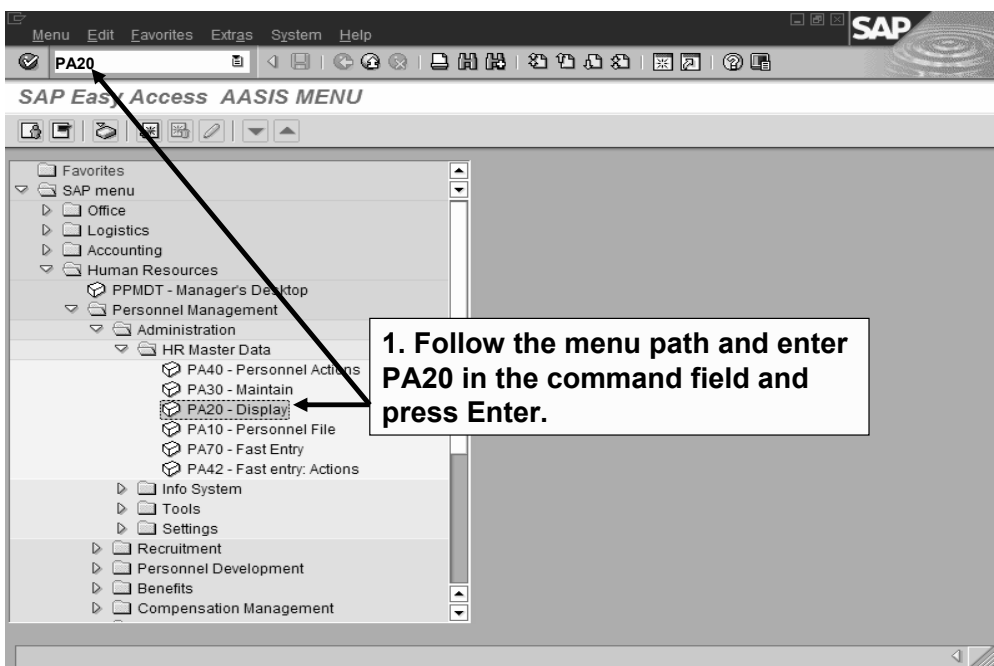 Menu Edit Favorites Extras System Help
SAP
PA20
SAP Easy Access AASIS MENU
Favorites
SAP menu
Office
Logistics
Accounting
Human Resources
PPMDT - Manager's Desktop
Personnel Management
Administration
HR Master Data
PA40 - Personnel Actions
PA30 - Maintain
PA20 - Display
PA10 - Personnel File
PA70 - Fast Entry
PA42 - Fast entry: Actions
Info System
Tools
Settings
Recruitment
Personnel Development
Benefits
Compensation Management
1. Follow the menu path and enter
PA20 in the command field and
press Enter.